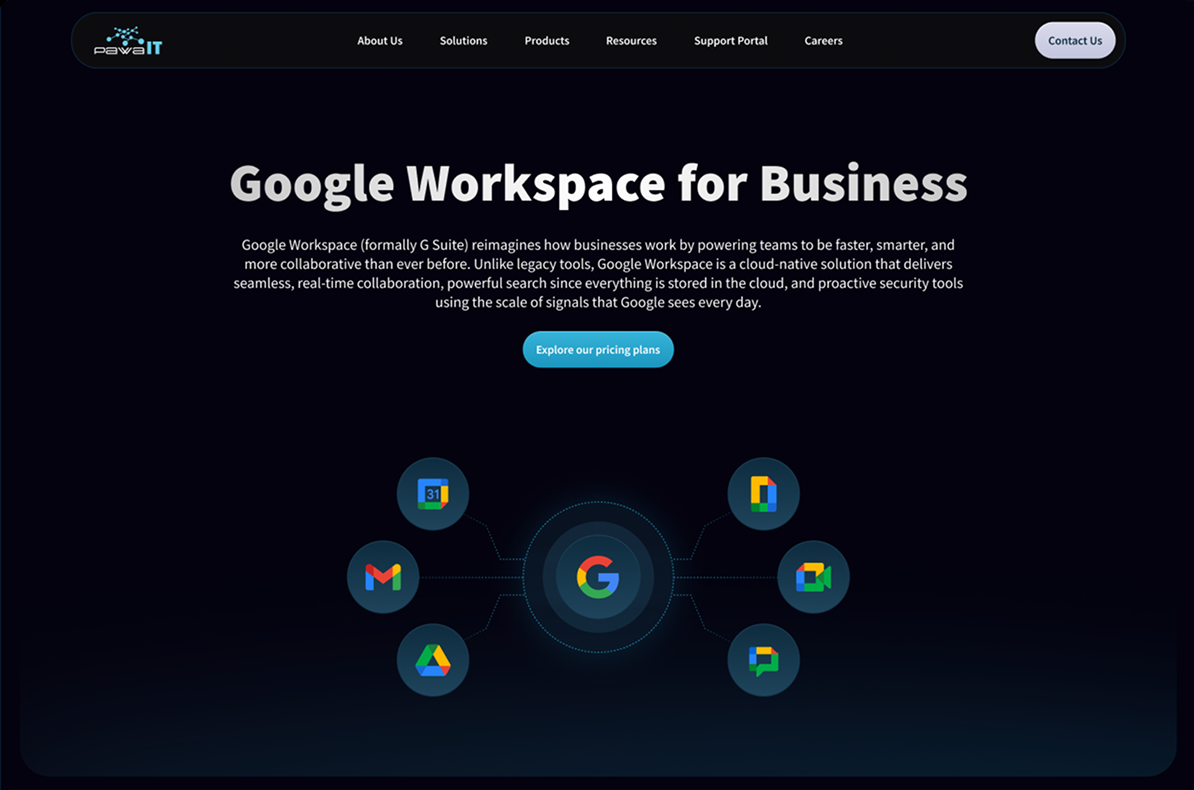 pawaIT
About Us
Solutions
Products
Resources
Support Portal
Careers
Contact Us
Google Workspace for Business
Google Workspace (formally G Suite) reimagines how businesses work by powering teams to be faster, smarter, and
more collaborative than ever before. Unlike legacy tools, Google Workspace is a cloud-native solution that delivers
seamless, real-time collaboration, powerful search since everything is stored in the cloud, and proactive security tools
using the scale of signals that Google sees every day.
Explore our pricing plans
31
G